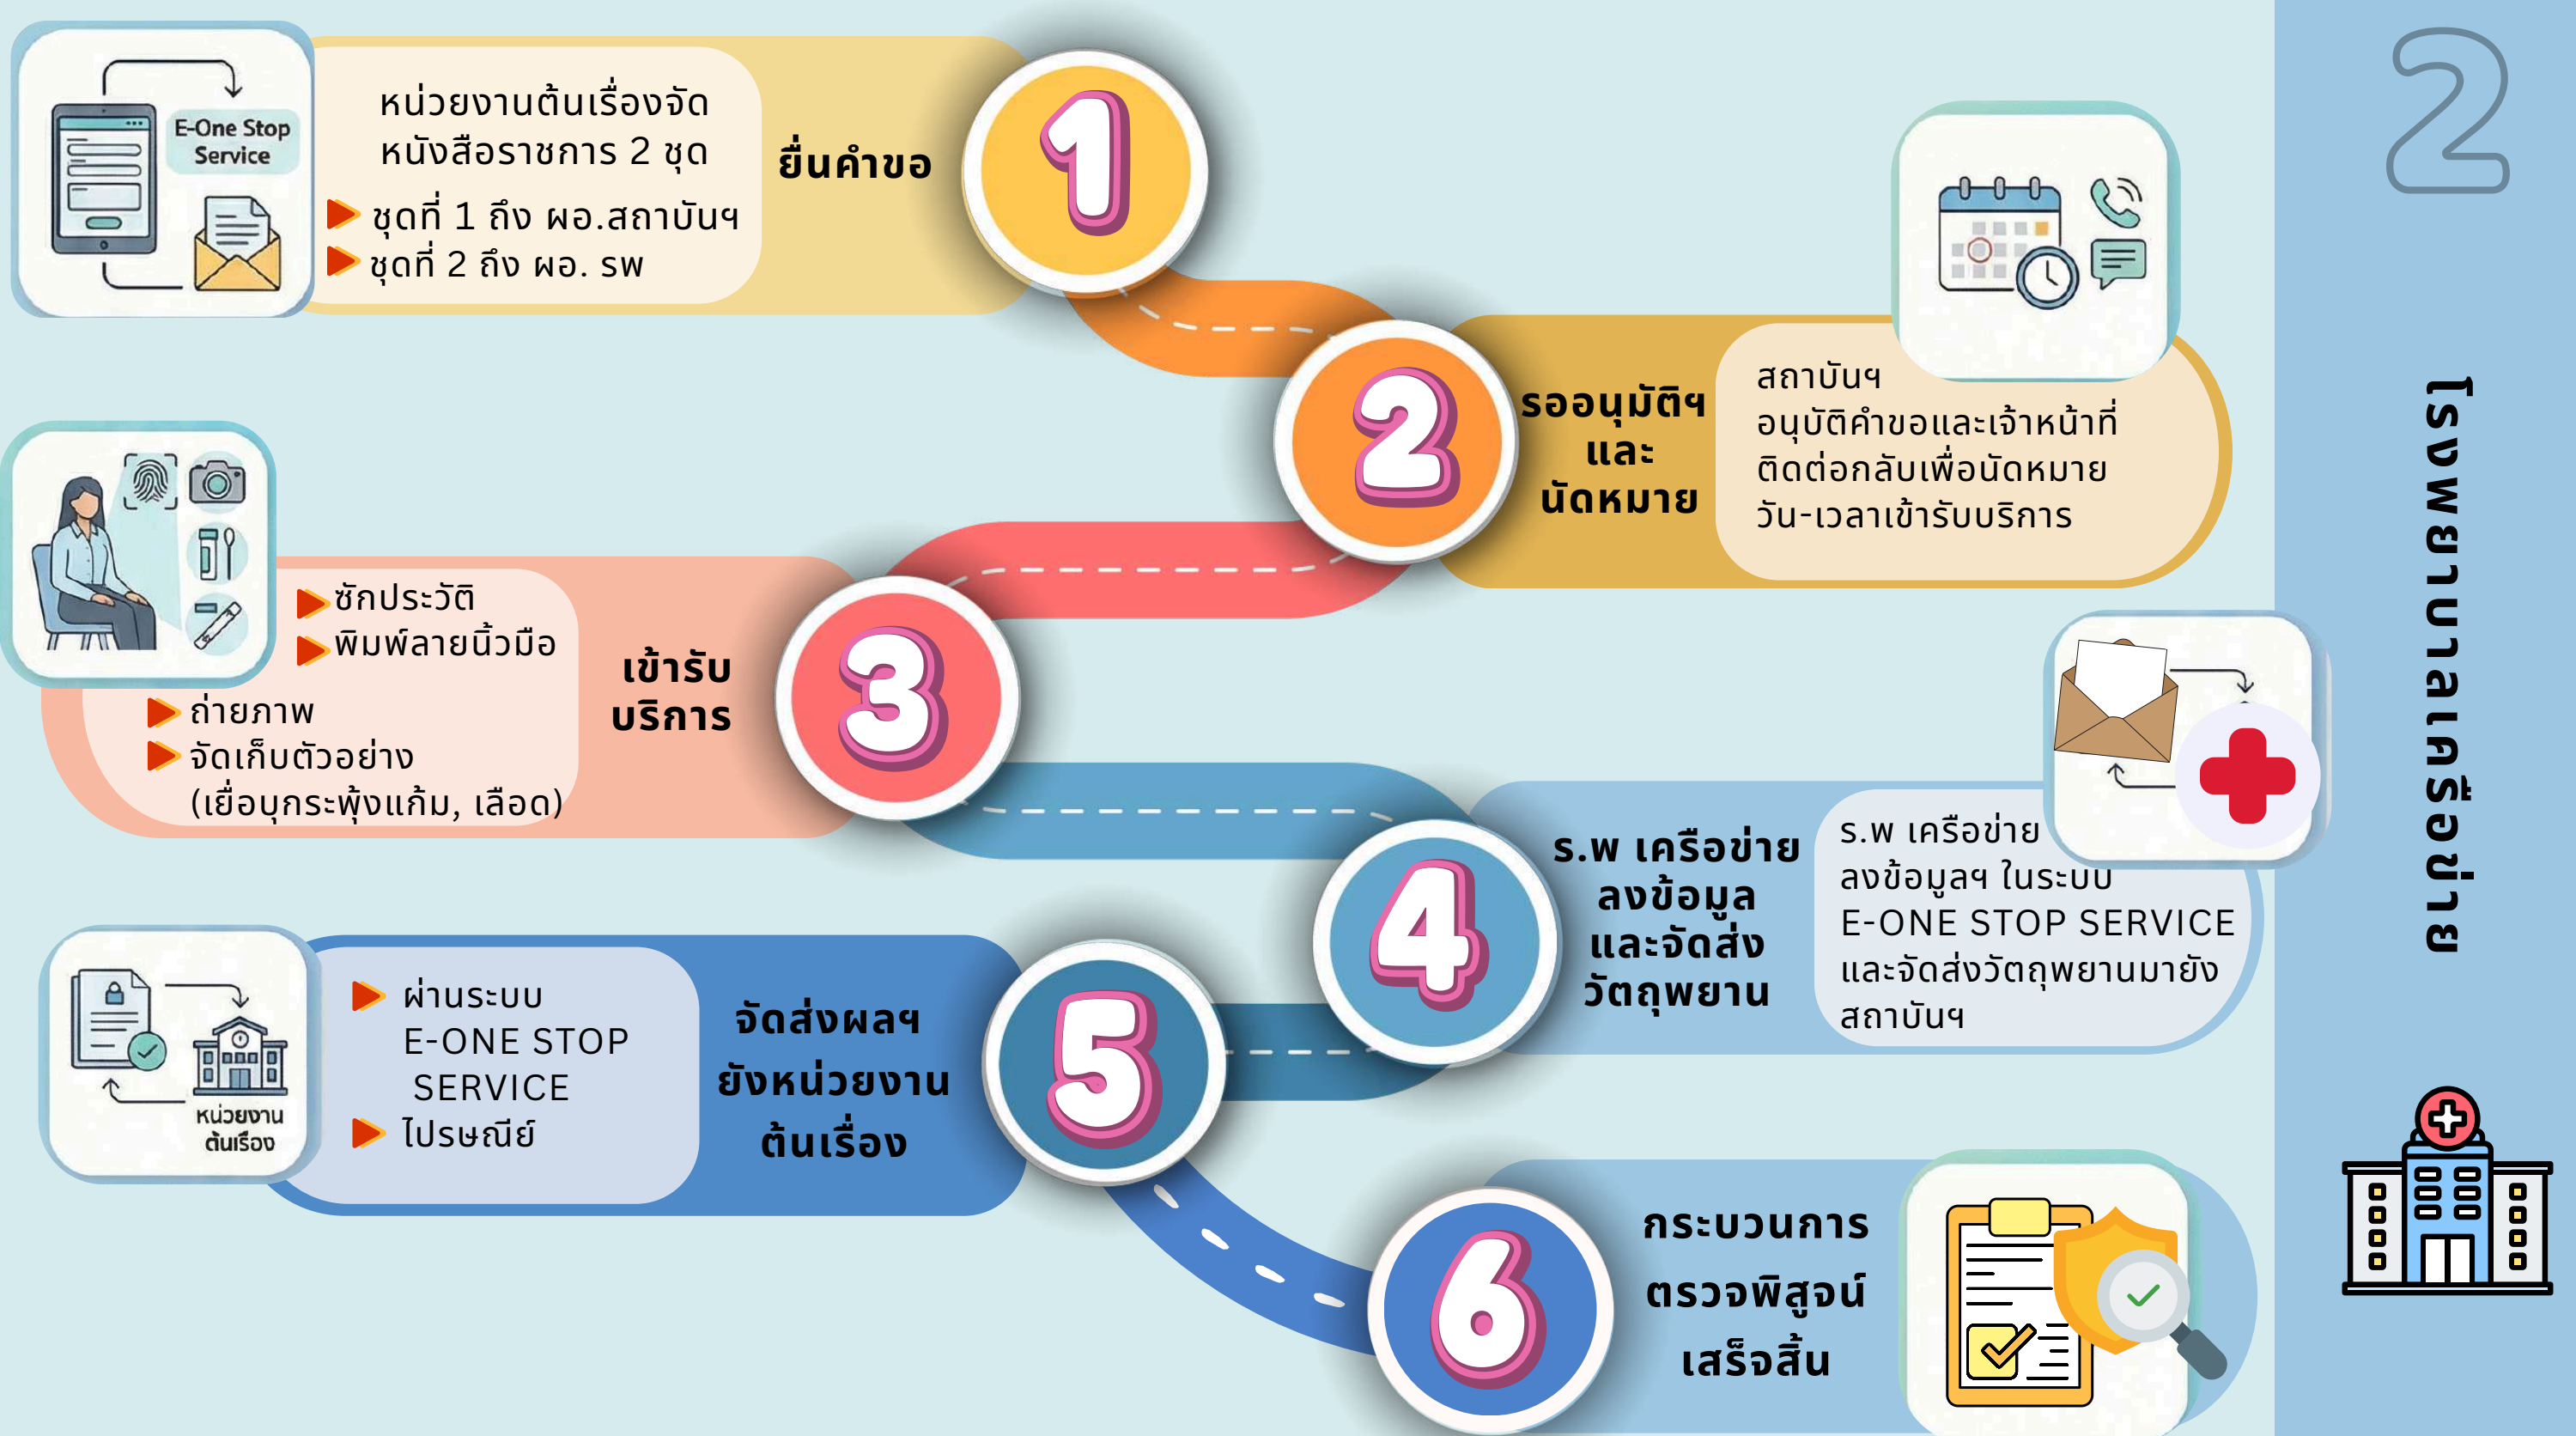 2
โรงพยาบาลเครือข่าย
E-One Stop
Service
หน่วยงานต้นเรื่องจัด
หนังสือราชการ 2 ชุด
ชุดที่ 1 ถึง ผอ.สถาบันฯ
ชุดที่ 2 ถึง ผอ. รพ
ยื่นคำขอ
1
2
รออนุมัติฯ
และ
นัดหมาย
สถาบันฯ
อนุบัติคำขอและเจ้าหน้าที่
ติดต่อกลับเพื่อนัดหมาย
วัน-เวลาเข้ารับบริการ
ซักประวัติ
พิมพ์ลายนิ้วมือ
ถ่ายภาพ
จัดเก็บตัวอย่าง
(เยื่อบุกระพุ้งแก้ม, เลือด)
เข้ารับ
บริการ
3
4
ร.พ เครือข่าย
ลงข้อมูล
และจัดส่ง
วัตถุพยาน
ร.พ เครือข่าย
ลงข้อมูลฯ ในระบบ
E-ONE STOP SERVICE
และจัดส่งวัตถุพยานมายัง
สถาบันฯ
หน่วยงาน
ต้นเรื่อง
ผ่านระบบ
E-ONE STOP
SERVICE
ไปรษณีย์
จัดส่งผลฯ
ยังหน่วยงาน
ต้นเรื่อง
5
6
กระบวนการ
ตรวจพิสูจน์
เสร็จสิ้น